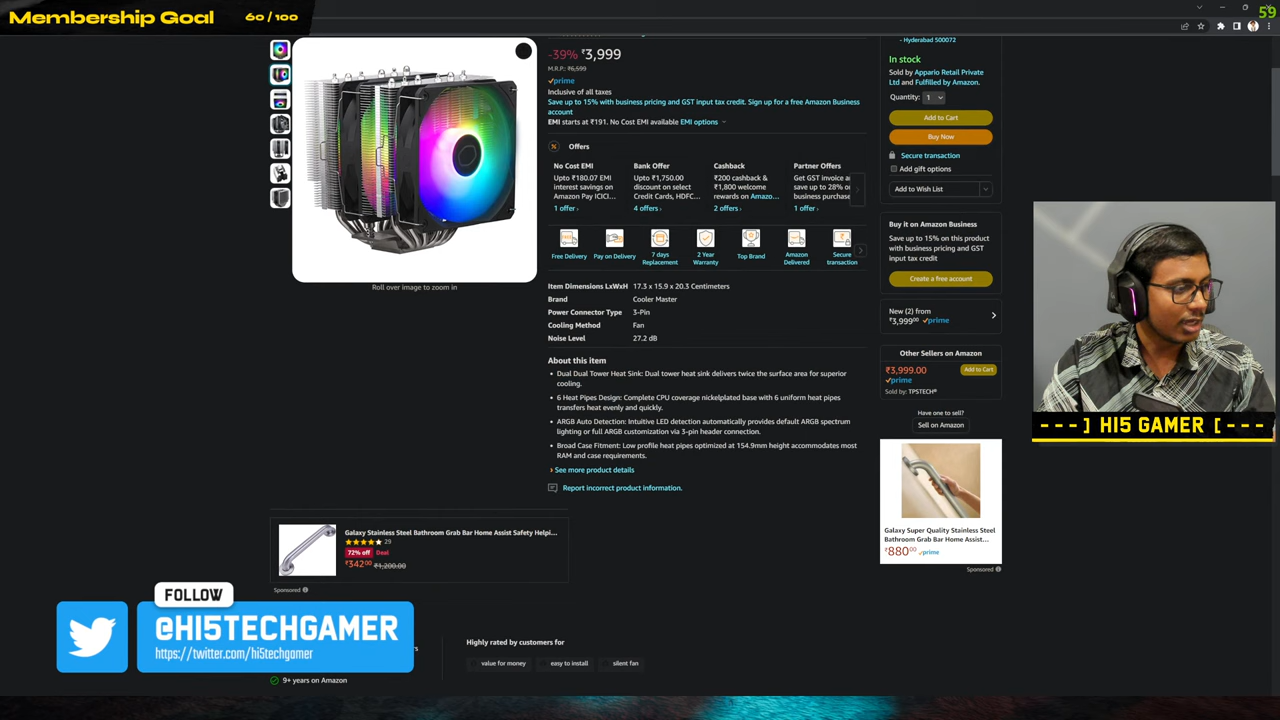 Membership Goal 60 / 100
59
- Hyderabad 500072
-39% ₹3,999
M.R.P.: ₹6,599
prime
Inclusive of all taxes
Save up to 15% with business pricing and GST input tax credit. Sign up for a free Amazon Business
account
EMI starts at ₹191. No Cost EMI available EMI options
Offers
No Cost EMI
Upto ₹180.07 EMI
interest savings on
Amazon Pay ICICI…
1 offer ›
Bank Offer
Upto ₹1,750.00
discount on select
Credit Cards, HDFC…
4 offers ›
Cashback
₹200 cashback &
₹1,800 welcome
rewards on Amazo…
2 offers ›
Partner Offers
Get GST invoice a
save up to 28% o
business purchase
1 offer ›
Free Delivery
Pay on Delivery
7 days
Replacement
2 Year
Warranty
Top Brand
Amazon
Delivered
Secure
transaction
Roll over image to zoom in
Item Dimensions LxWxH 17.3 x 15.9 x 20.3 Centimeters
Brand Cooler Master
Power Connector Type 3-Pin
Cooling Method Fan
Noise Level 27.2 dB
About this item
• Dual Dual Tower Heat Sink: Dual tower heat sink delivers twice the surface area for superior
cooling.
• 6 Heat Pipes Design: Complete CPU coverage nickelplated base with 6 uniform heat pipes
transfers heat evenly and quickly.
• ARGB Auto Detection: Intuitive LED detection automatically provides default ARGB spectrum
lighting or full ARGB customization via 3-pin header connection.
• Broad Case Fitment: Low profile heat pipes optimized at 154.9mm height accommodates most
RAM and case requirements.
› See more product details
Report incorrect product information.
In stock
Sold by Appario Retail Private
Ltd and Fulfilled by Amazon.
Quantity: 1
Add to Cart
Buy Now
Secure transaction
Add gift options
Add to Wish List
Buy it on Amazon Business
Save up to 15% on this product
with business pricing and GST
input tax credit
Create a free account
New (2) from
₹3,999.00 prime
Other Sellers on Amazon
₹3,999.00 Add to Cart
prime
Sold by: TPSTECH®
Have one to sell?
Sell on Amazon
Galaxy Super Quality Stainless Steel
Bathroom Grab Bar Home Assist…
₹880.00 prime
Sponsored
- - - ] HI5 GAMER [ - - -
Galaxy Stainless Steel Bathroom Grab Bar Home Assist Safety Helpi…
29
72% off Deal
₹342.00 ₹1,200.00
Sponsored
FOLLOW
@HI5TECHGAMER
https://twitter.com/hi5techgamer
Highly rated by customers for
value for money easy to install silent fan
9+ years on Amazon